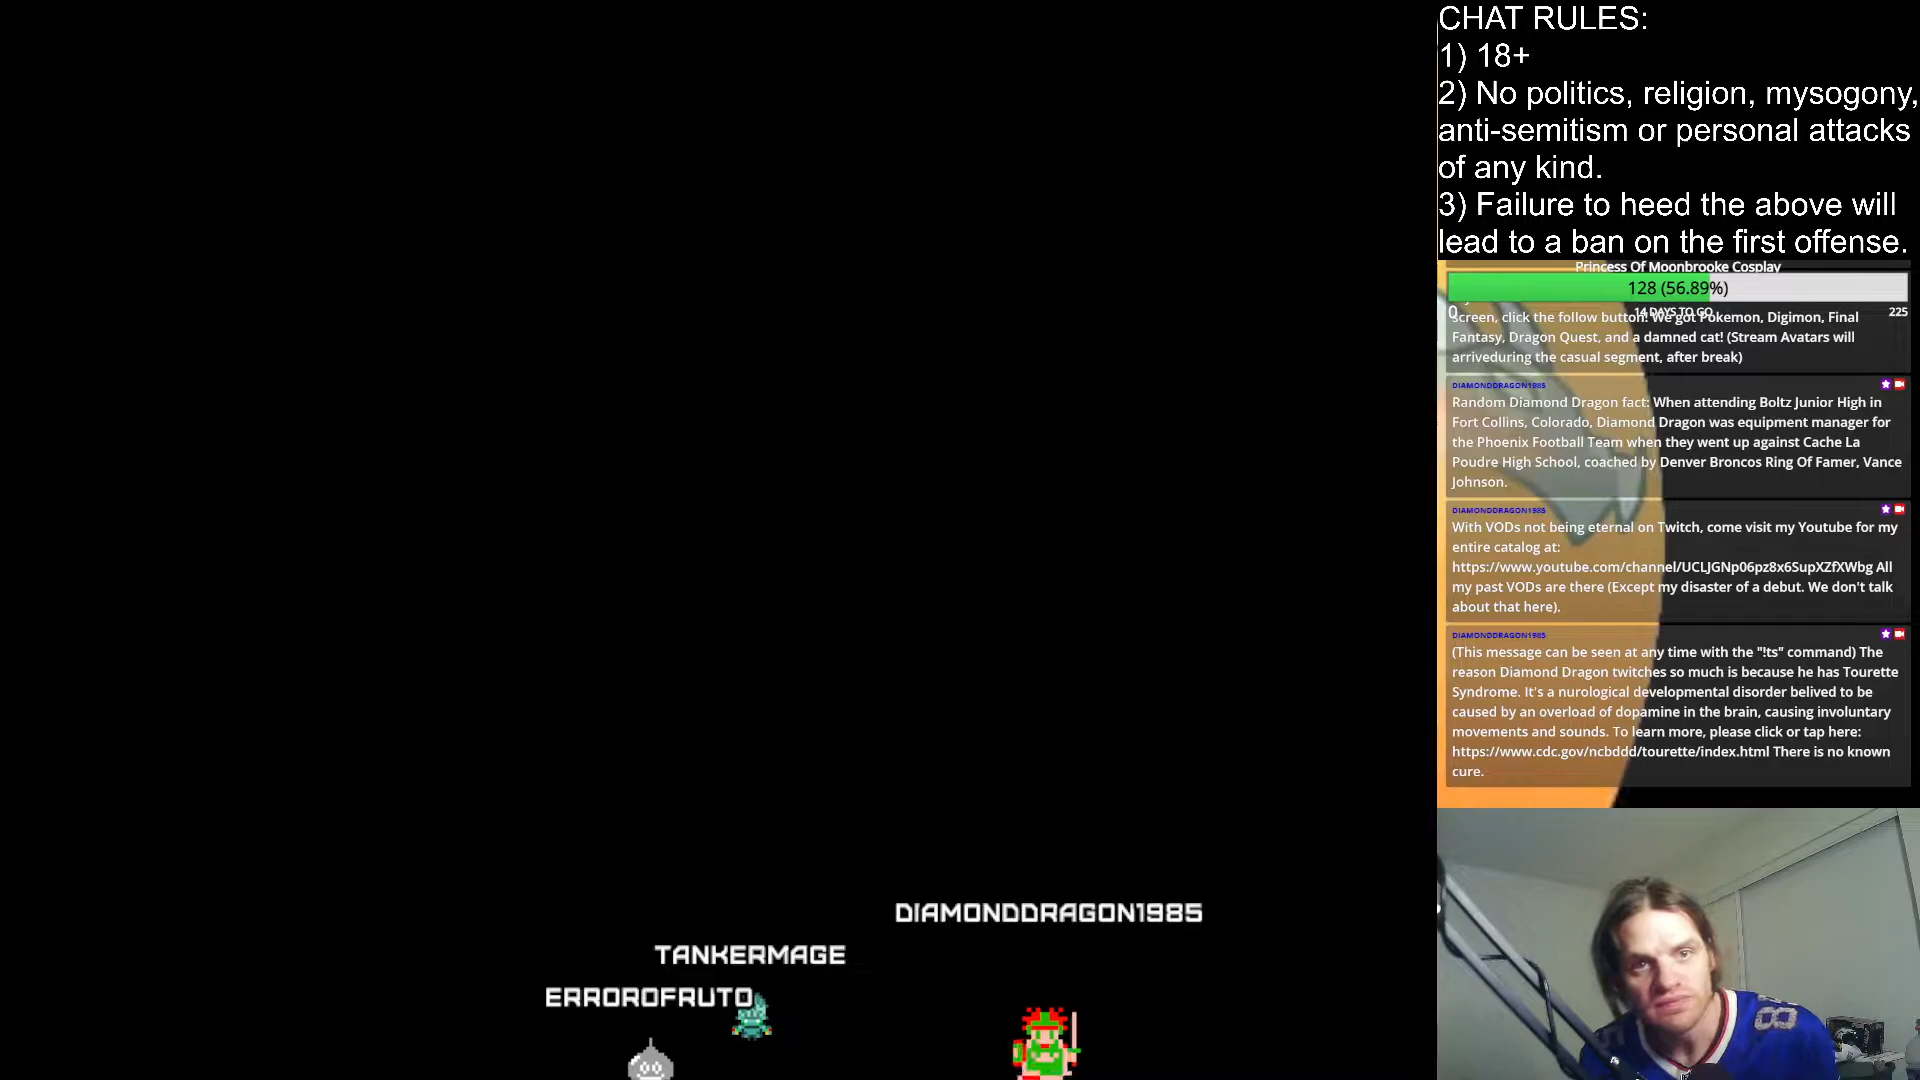 CHAT RULES:
1) 18+
2) No politics, religion, mysogony,
anti-semitism or personal attacks
of any kind.
3) Failure to heed the above will
lead to a ban on the first offense.
Princess Of Moonbrooke Cosplay
128 (56.89%)
0
14 DAYS TO GO
225
screen, click the follow button! We got Pokemon, Digimon, Final
Fantasy, Dragon Quest, and a damned cat! (Stream Avatars will
arriveduring the casual segment, after break)
DIAMONDDRAGON1985
Random Diamond Dragon fact: When attending Boltz Junior High in
Fort Collins, Colorado, Diamond Dragon was equipment manager for
the Phoenix Football Team when they went up against Cache La
Poudre High School, coached by Denver Broncos Ring Of Famer, Vance
Johnson.
DIAMONDDRAGON1985
With VODs not being eternal on Twitch, come visit my Youtube for my
entire catalog at:
https://www.youtube.com/channel/UCLJGNp06pz8x6SupXZfXWbg All
my past VODs are there (Except my disaster of a debut. We don't talk
about that here).
DIAMONDDRAGON1985
(This message can be seen at any time with the "!ts" command) The
reason Diamond Dragon twitches so much is because he has Tourette
Syndrome. It's a nurological developmental disorder belived to be
caused by an overload of dopamine in the brain, causing involuntary
movements and sounds. To learn more, please click or tap here:
https://www.cdc.gov/ncbddd/tourette/index.html There is no known
cure.
DIAMONDDRAGON1985
TANKERMAGE
ERROROFRUTO